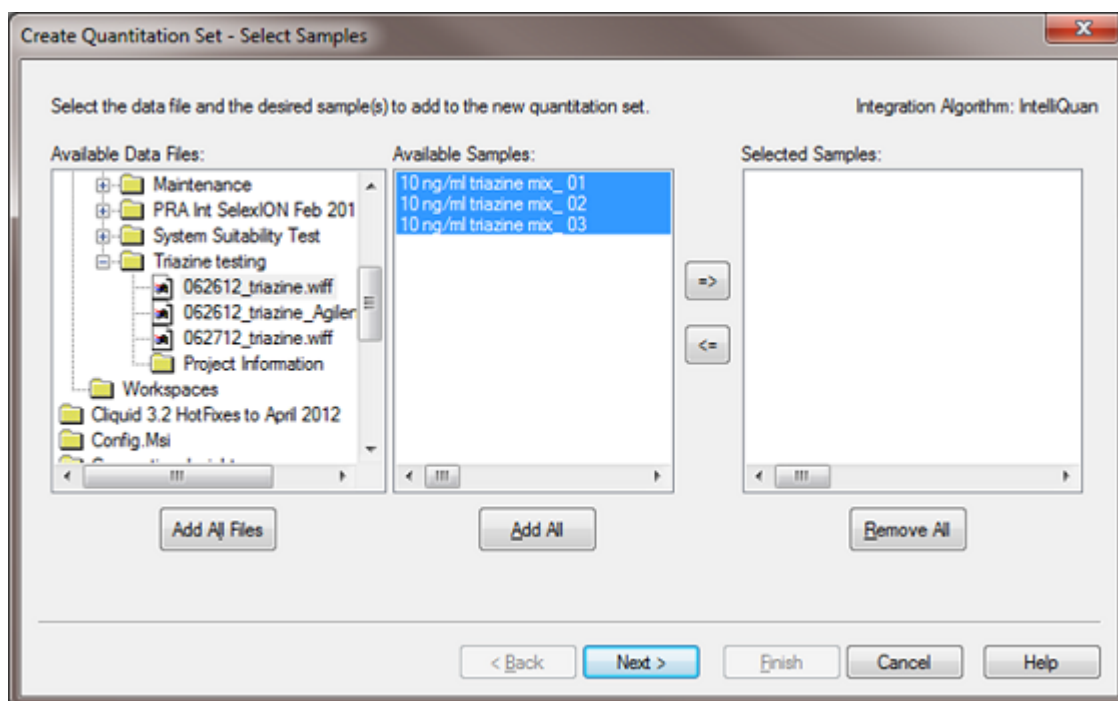 Create Quantitation Set - Select Samples
Select the data file and the desired sample(s) to add to the new quantitation set.
Integration Algorithm: IntelliQuan
Available Data Files:
Maintenance
PRA Int SelexION Feb 201
System Suitability Test
Triazine testing
062612_triazine.wiff
062612_triazine_Agilen
062712_triazine.wiff
Project Information
Workspaces
Cliquid 3.2 HotFixes to April 2012
Config.Msi
Available Samples:
10 ng/ml triazine mix_ 01
10 ng/ml triazine mix_ 02
10 ng/ml triazine mix_ 03
=>
<=
Selected Samples:
Add All Files
Add All
Remove All
< Back
Next >
Finish
Cancel
Help